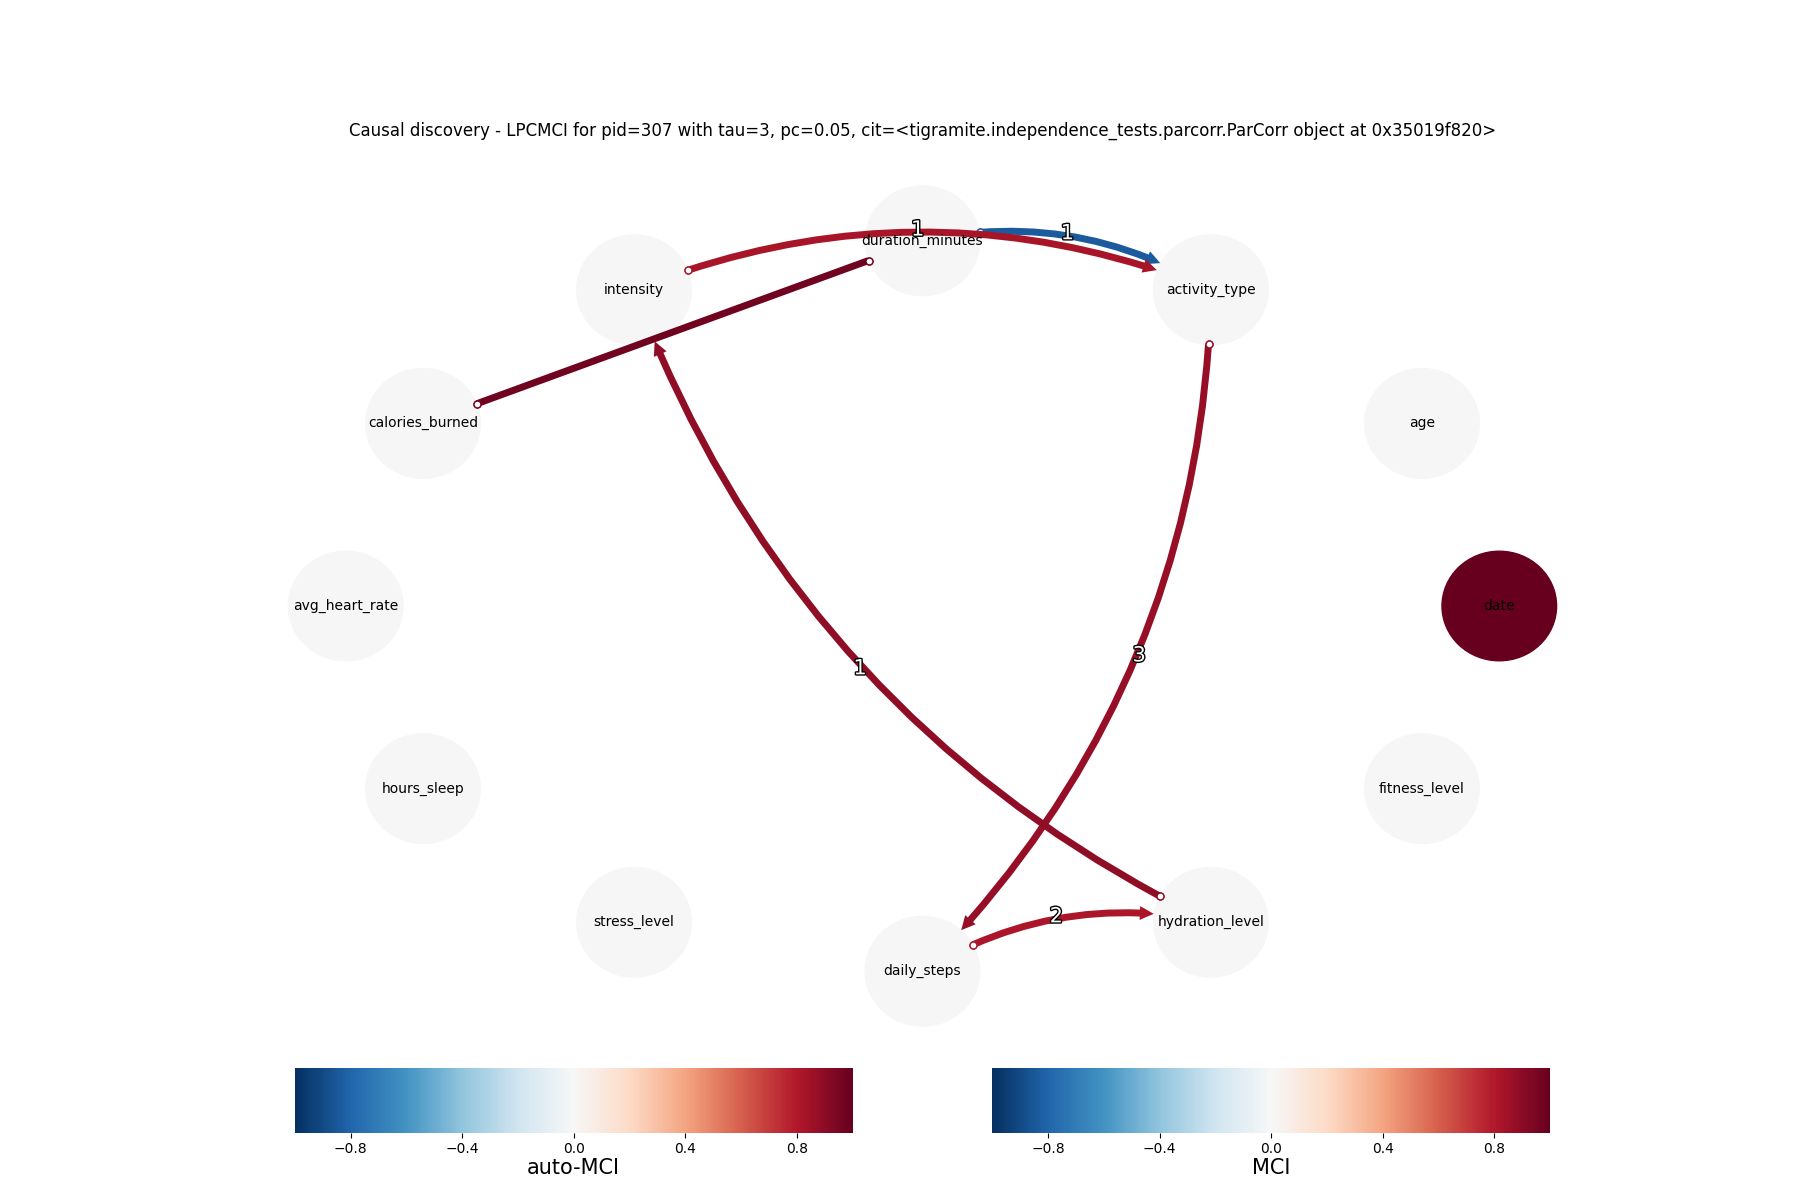 Causal discovery - LPCMCI for pid=307 with tau=3, pc=0.05, cit=<tigramite.independence_tests.parcorr.ParCorr object at 0x35019f820>
1
1
duration_minutes
intensity
activity_type
calories_burned
age
avg_heart_rate
date
1
3
hours_sleep
fitness_level
2
stress_level
hydration_level
daily_steps
−0.8 −0.4 0.0 0.4 0.8
auto-MCI
−0.8 −0.4 0.0 0.4 0.8
MCI